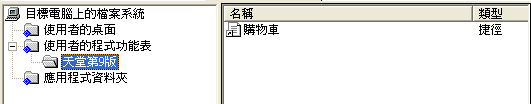 目標電腦上的檔案系統
使用者的桌面
使用者的程式功能表
天堂第9版
應用程式資料夾
名稱 類型
購物車 捷徑